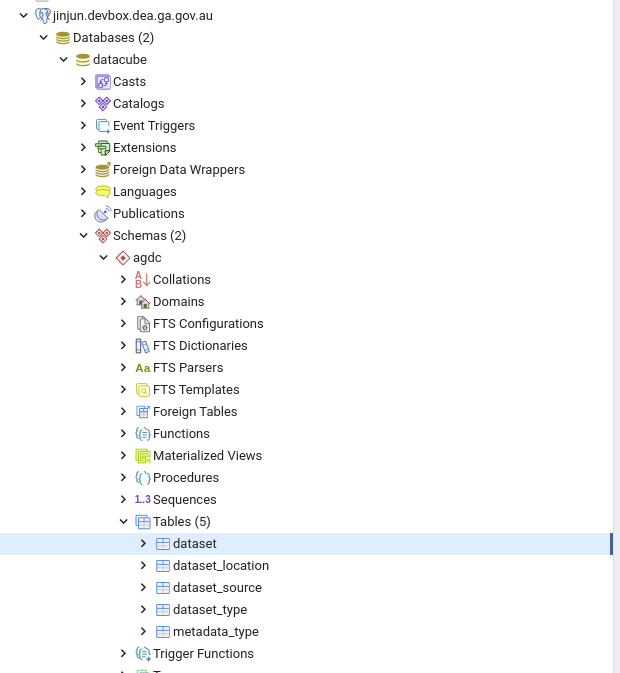 jinjun.devbox.dea.ga.gov.au
Databases (2)
datacube
Casts
Catalogs
Event Triggers
Extensions
Foreign Data Wrappers
Languages
Publications
Schemas (2)
agdc
AB Collations
Domains
FTS Configurations
FTS Dictionaries
Aa FTS Parsers
FTS Templates
Foreign Tables
Functions
Materialized Views
Procedures
1..3 Sequences
Tables (5)
dataset
dataset_location
dataset_source
dataset_type
metadata_type
Trigger Functions